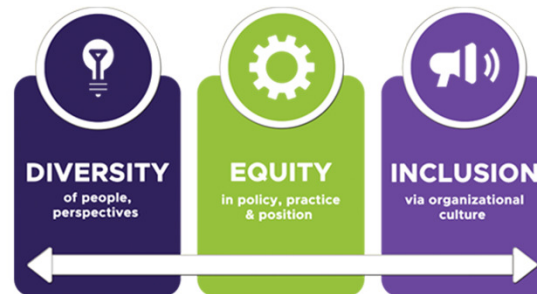 DIVERSITY
of people,
perspectives
EQUITY
in policy, practice
& position
INCLUSION
via organizational
culture